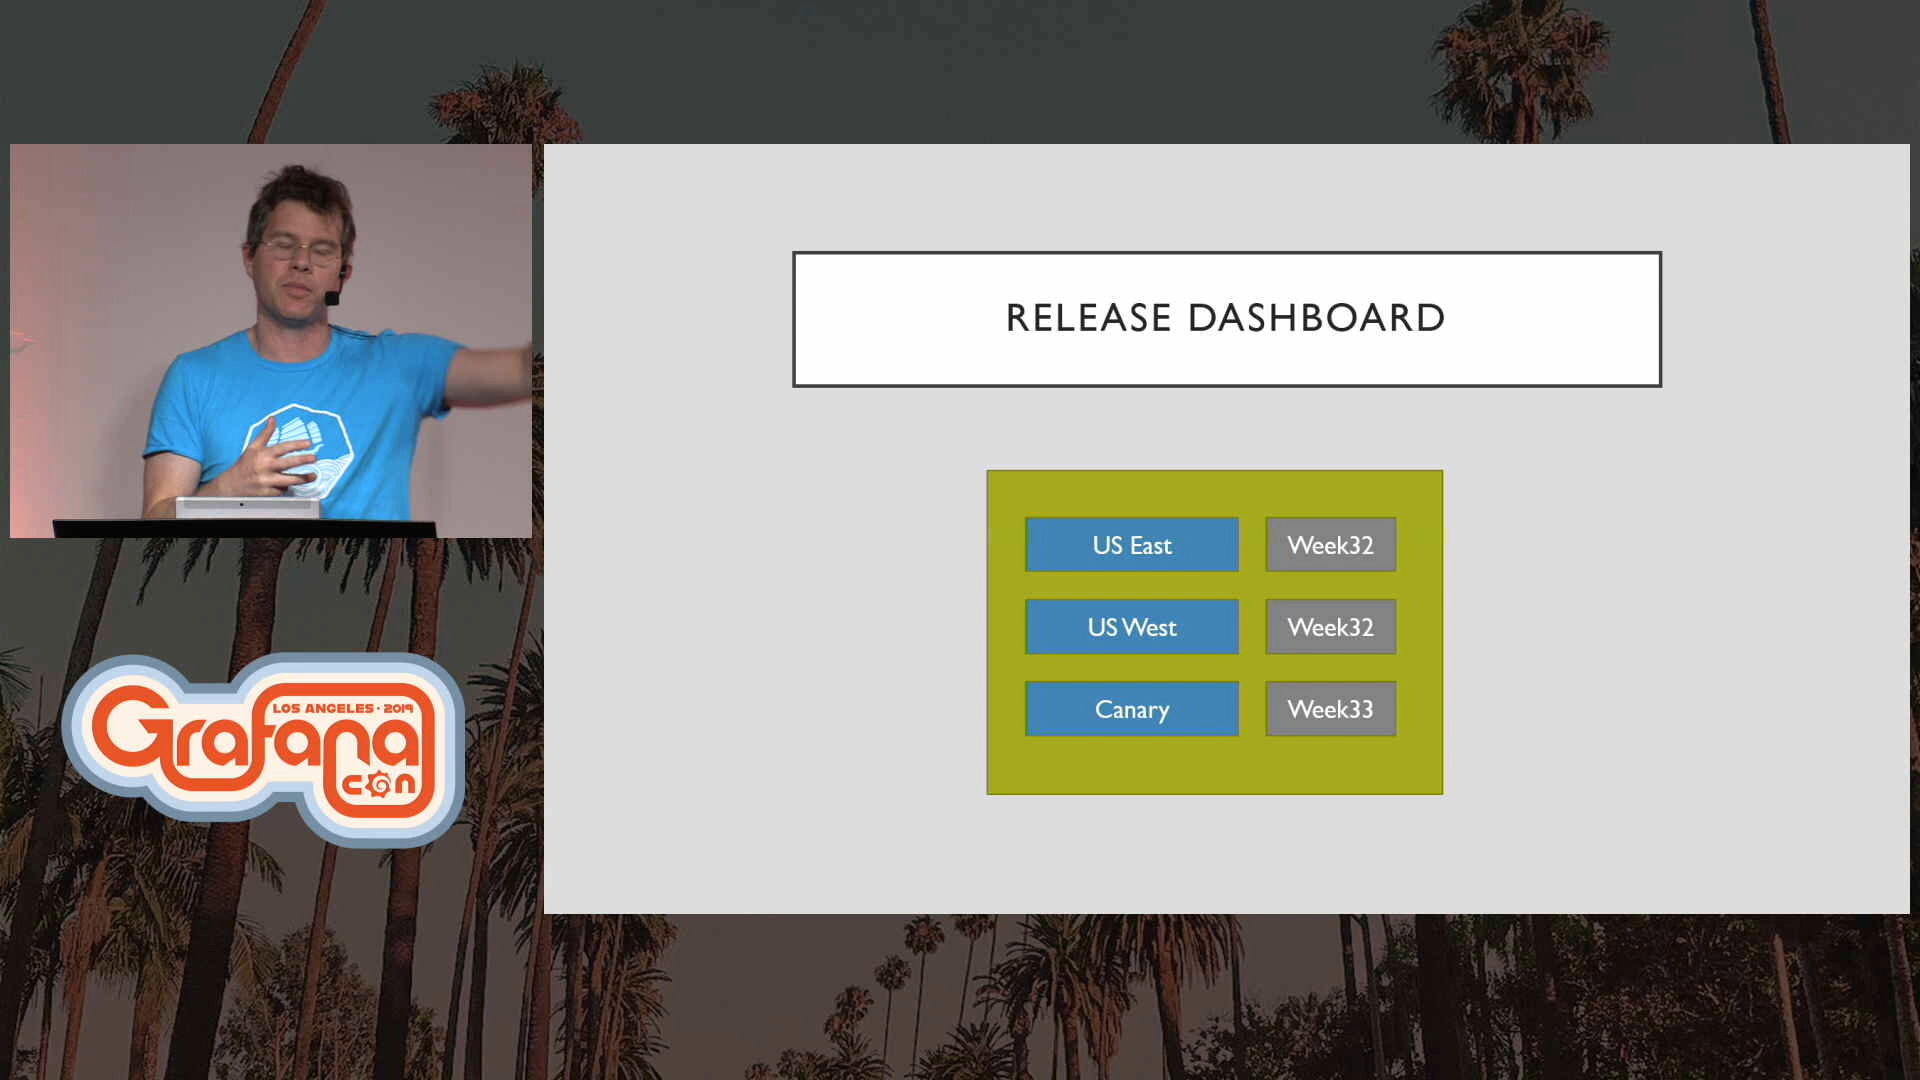 RELEASE DASHBOARD
US East Week32
US West Week32
Canary Week33
LOS ANGELES · 2019
Grafana
con